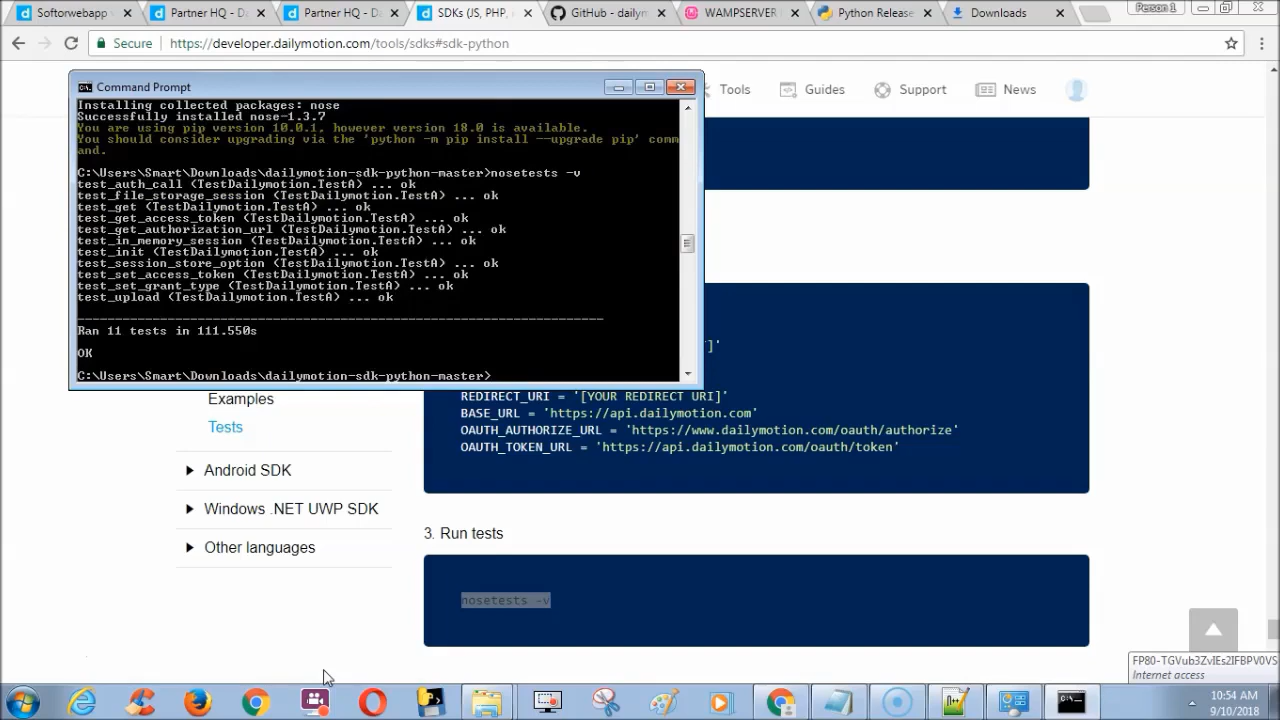 Softorwebapp V
Partner HQ - Da
Partner HQ - Da
SDKs (JS, PHP,
GitHub - dailym
WAMPSERVER
Python Release
Downloads
Person 1
Secure
https://developer.dailymotion.com/tools/sdks#sdk-python
Tools
Guides
Support
News
Command Prompt
Installing collected packages: nose
Successfully installed nose-1.3.7
You are using pip version 10.0.1, however version 18.0 is available.
You should consider upgrading via the 'python -m pip install --upgrade pip' comm
and.
C:\Users\Smart\Downloads\dailymotion-sdk-python-master>nosetests -v
test_auth_call (TestDailymotion.TestA) ... ok
test_file_storage_session (TestDailymotion.TestA) ... ok
test_get (TestDailymotion.TestA) ... ok
test_get_access_token (TestDailymotion.TestA) ... ok
test_get_authorization_url (TestDailymotion.TestA) ... ok
test_in_memory_session (TestDailymotion.TestA) ... ok
test_init (TestDailymotion.TestA) ... ok
test_session_store_option (TestDailymotion.TestA) ... ok
test_set_access_token (TestDailymotion.TestA) ... ok
test_set_grant_type (TestDailymotion.TestA) ... ok
test_upload (TestDailymotion.TestA) ... ok
----------------------------------------------------------------------
Ran 11 tests in 111.550s
OK
C:\Users\Smart\Downloads\dailymotion-sdk-python-master>
]'
REDIRECT_URI = '[YOUR REDIRECT URI]'
BASE_URL = 'https://api.dailymotion.com'
OAUTH_AUTHORIZE_URL = 'https://www.dailymotion.com/oauth/authorize'
OAUTH_TOKEN_URL = 'https://api.dailymotion.com/oauth/token'
Examples
Tests
Android SDK
Windows .NET UWP SDK
Other languages
3. Run tests
nosetests -v
FP80-TGVub3ZvIEs2IFBPV0VS
Internet access
10:54 AM
9/10/2018